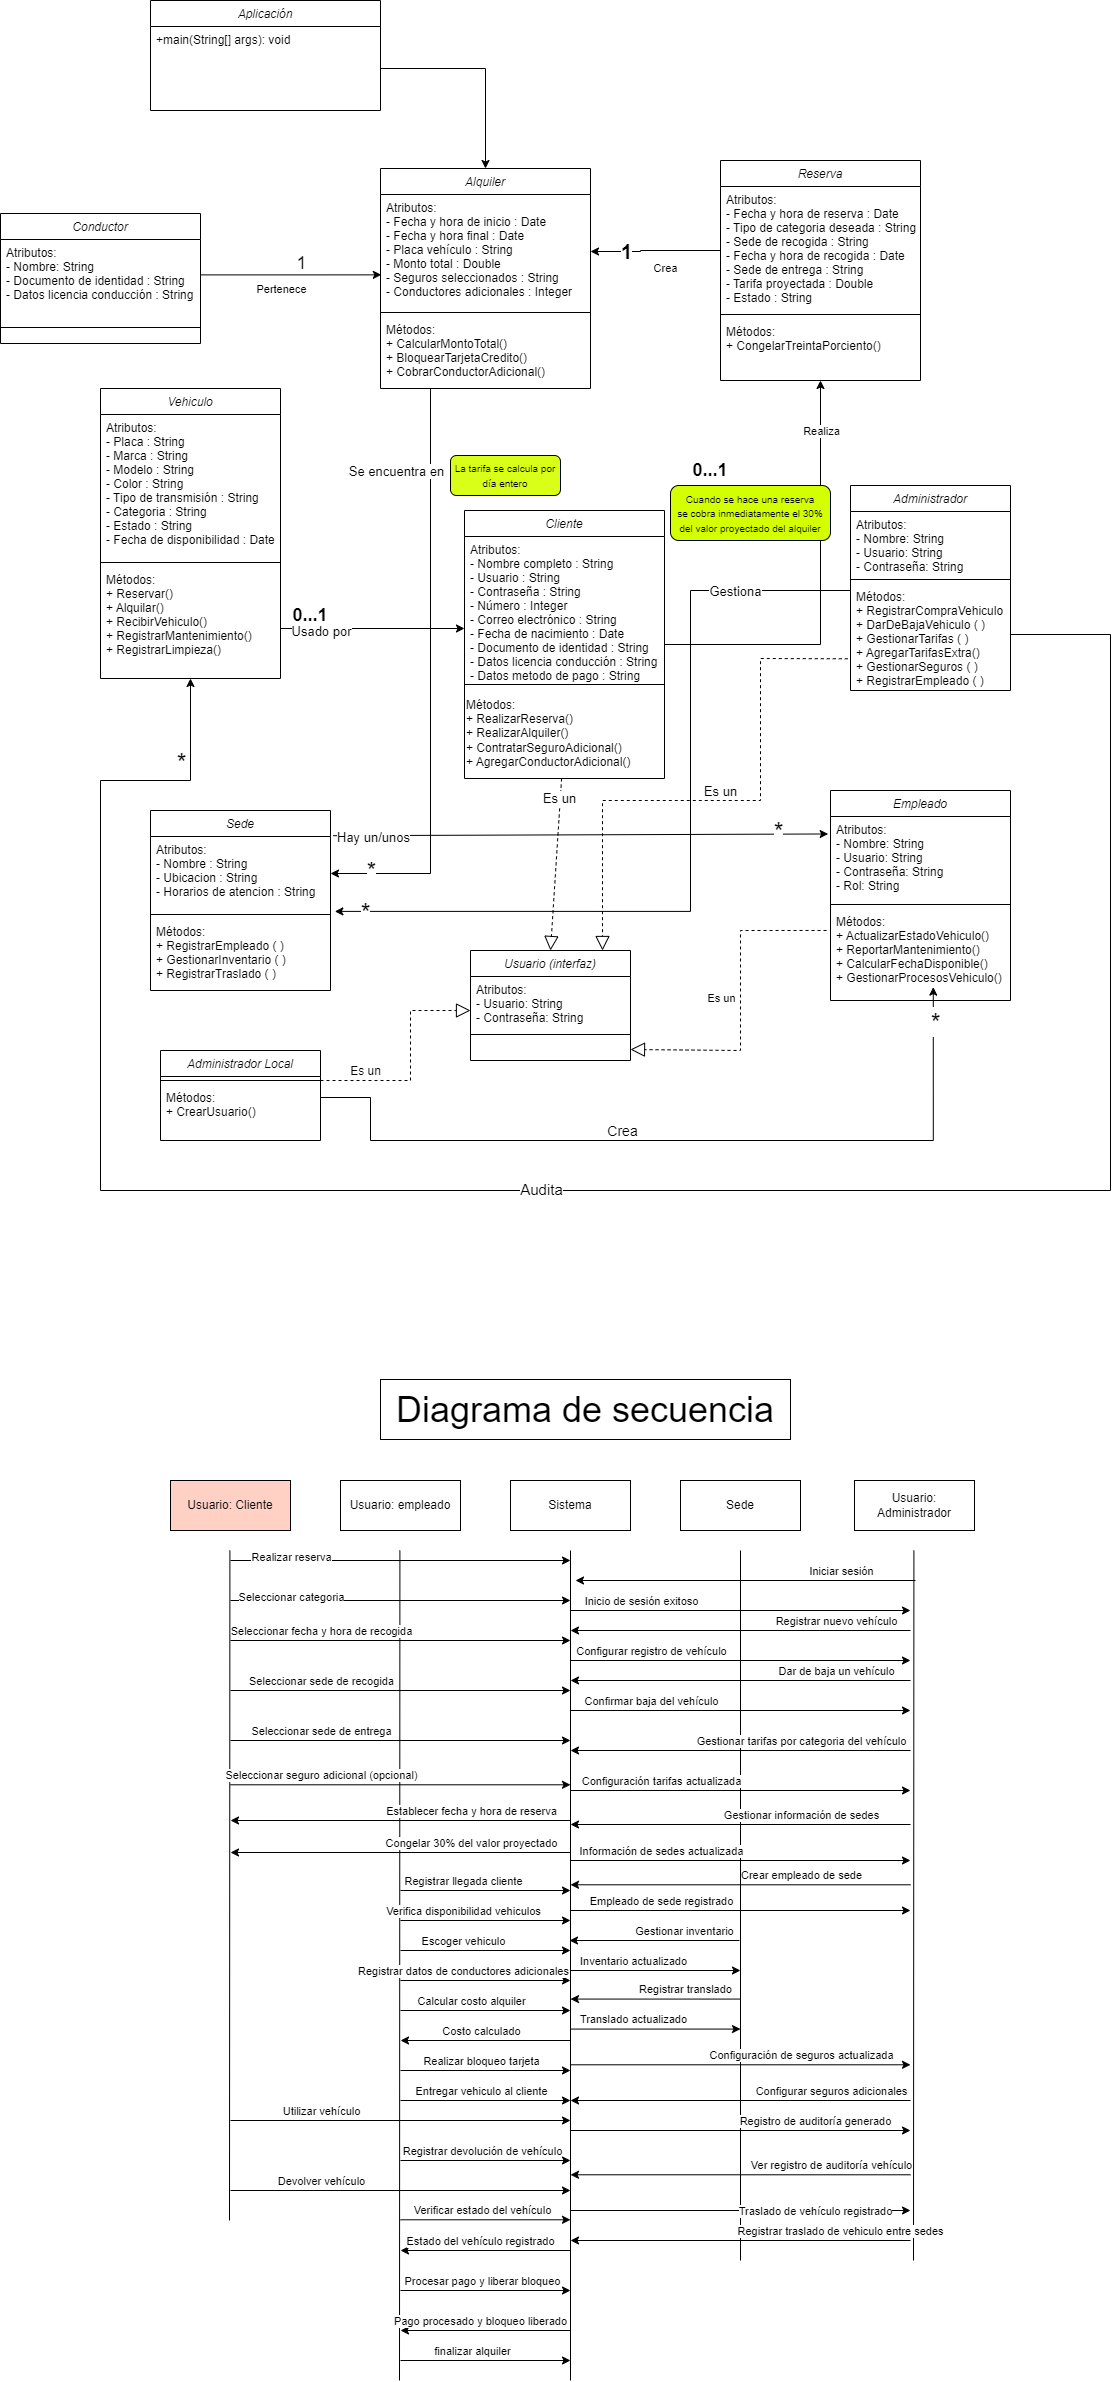 Aplicación
+main(String[] args): void
Alquiler
Atributos:
- Fecha y hora de inicio : Date
- Fecha y hora final : Date
- Placa vehículo : String
- Monto total : Double
- Seguros seleccionados : String
- Conductores adicionales : Integer
Métodos:
+ CalcularMontoTotal()
+ BloquearTarjetaCredito()
+ CobrarConductorAdicional()
Reserva
Atributos:
- Fecha y hora de reserva : Date
- Tipo de categoria deseada : String
- Sede de recogida : String
- Fecha y hora de recogida : Date
- Sede de entrega : String
- Tarifa proyectada : Double
- Estado : String
Métodos:
+ CongelarTreintaPorciento()
Conductor
Atributos:
- Nombre: String
- Documento de identidad : String
- Datos licencia conducción : String
1
Pertenece
1
Crea
Vehiculo
Atributos:
- Placa : String
- Marca : String
- Modelo : String
- Color : String
- Tipo de transmisión : String
- Categoria : String
- Estado : String
- Fecha de disponibilidad : Date
Métodos:
+ Reservar()
+ Alquilar()
+ RecibirVehiculo()
+ RegistrarMantenimiento()
+ RegistrarLimpieza()
Se encuentra en
La tarifa se calcula por
día entero
Realiza
0...1
Cuando se hace una reserva
se cobra inmediatamente el 30%
del valor proyectado del alquiler
Cliente
Atributos:
- Nombre completo : String
- Usuario : String
- Contraseña : String
- Número : Integer
- Correo electrónico : String
- Fecha de nacimiento : Date
- Documento de identidad : String
- Datos licencia conducción : String
- Datos metodo de pago : String
Métodos:
+ RealizarReserva()
+ RealizarAlquiler()
+ ContratarSeguroAdicional()
+ AgregarConductorAdicional()
Administrador
Atributos:
- Nombre: String
- Usuario: String
- Contraseña: String
Métodos:
+ RegistrarCompraVehiculo
+ DarDeBajaVehiculo ( )
+ GestionarTarifas ( )
+ AgregarTarifasExtra()
+ GestionarSeguros ( )
+ RegistrarEmpleado ( )
Gestiona
0...1
Usado por
*
Es un
Es un
Sede
Atributos:
- Nombre : String
- Ubicacion : String
- Horarios de atencion : String
Métodos:
+ RegistrarEmpleado ( )
+ GestionarInventario ( )
+ RegistrarTraslado ( )
Hay un/unos
*
*
*
Empleado
Atributos:
- Nombre: String
- Usuario: String
- Contraseña: String
- Rol: String
Métodos:
+ ActualizarEstadoVehiculo()
+ ReportarMantenimiento()
+ CalcularFechaDisponible()
+ GestionarProcesosVehiculo()
*
Usuario (interfaz)
Atributos:
- Usuario: String
- Contraseña: String
Es un
Administrador Local
Métodos:
+ CrearUsuario()
Es un
Crea
Audita
Diagrama de secuencia
Usuario: Cliente
Usuario: empleado
Sistema
Sede
Usuario:
Administrador
Realizar reserva
Iniciar sesión
Seleccionar categoria
Inicio de sesión exitoso
Registrar nuevo vehículo
Seleccionar fecha y hora de recogida
Configurar registro de vehículo
Dar de baja un vehículo
Seleccionar sede de recogida
Confirmar baja del vehículo
Seleccionar sede de entrega
Gestionar tarifas por categoria del vehículo
Seleccionar seguro adicional (opcional)
Configuración tarifas actualizada
Establecer fecha y hora de reserva
Gestionar información de sedes
Congelar 30% del valor proyectado
Información de sedes actualizada
Crear empleado de sede
Registrar llegada cliente
Empleado de sede registrado
Verifica disponibilidad vehiculos
Gestionar inventario
Escoger vehiculo
Inventario actualizado
Registrar datos de conductores adicionales
Registrar translado
Calcular costo alquiler
Translado actualizado
Costo calculado
Configuración de seguros actualizada
Realizar bloqueo tarjeta
Entregar vehiculo al cliente
Configurar seguros adicionales
Utilizar vehículo
Registro de auditoría generado
Registrar devolución de vehículo
Ver registro de auditoría vehículo
Devolver vehículo
Verificar estado del vehículo
Traslado de vehículo registrado
Registrar traslado de vehiculo entre sedes
Estado del vehículo registrado
Procesar pago y liberar bloqueo
Pago procesado y bloqueo liberado
finalizar alquiler